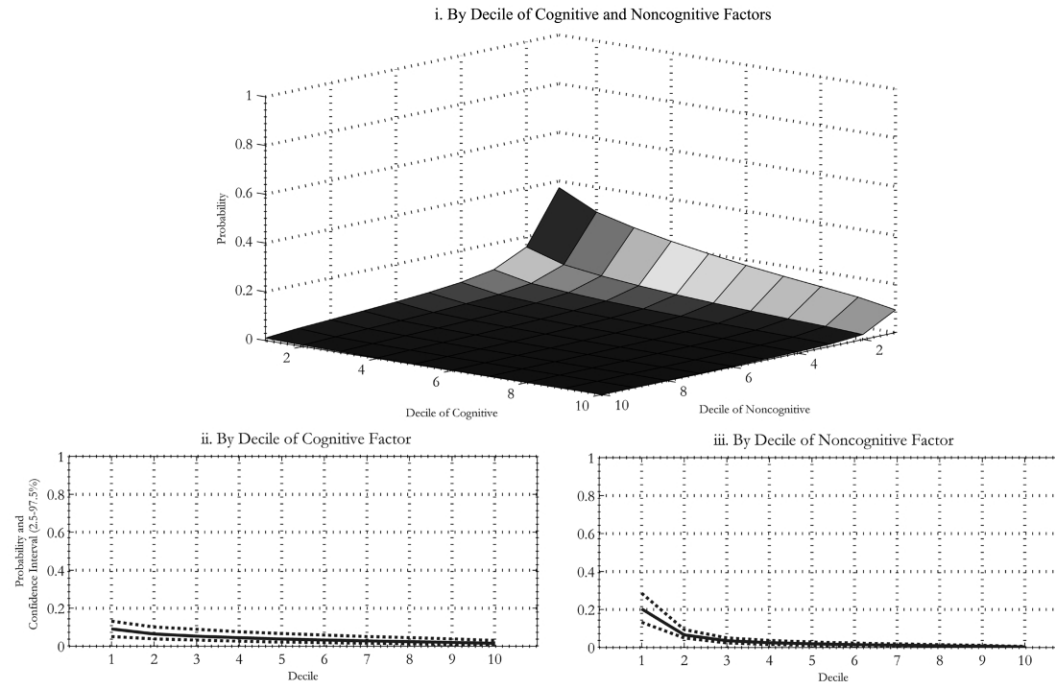 i. By Decile of Cognitive and Noncognitive Factors
1
0.8
0.6
0.4
0.2
0
Probability
2
4
6
8
10
Decile of Cognitive
10
8
6
4
2
Decile of Noncognitive
ii. By Decile of Cognitive Factor
Probability and
Confidence Interval (2.5-97.5%)
1
0.8
0.6
0.4
0.2
0
1 2 3 4 5 6 7 8 9 10
Decile
iii. By Decile of Noncognitive Factor
1
0.8
0.6
0.4
0.2
0
1 2 3 4 5 6 7 8 9 10
Decile